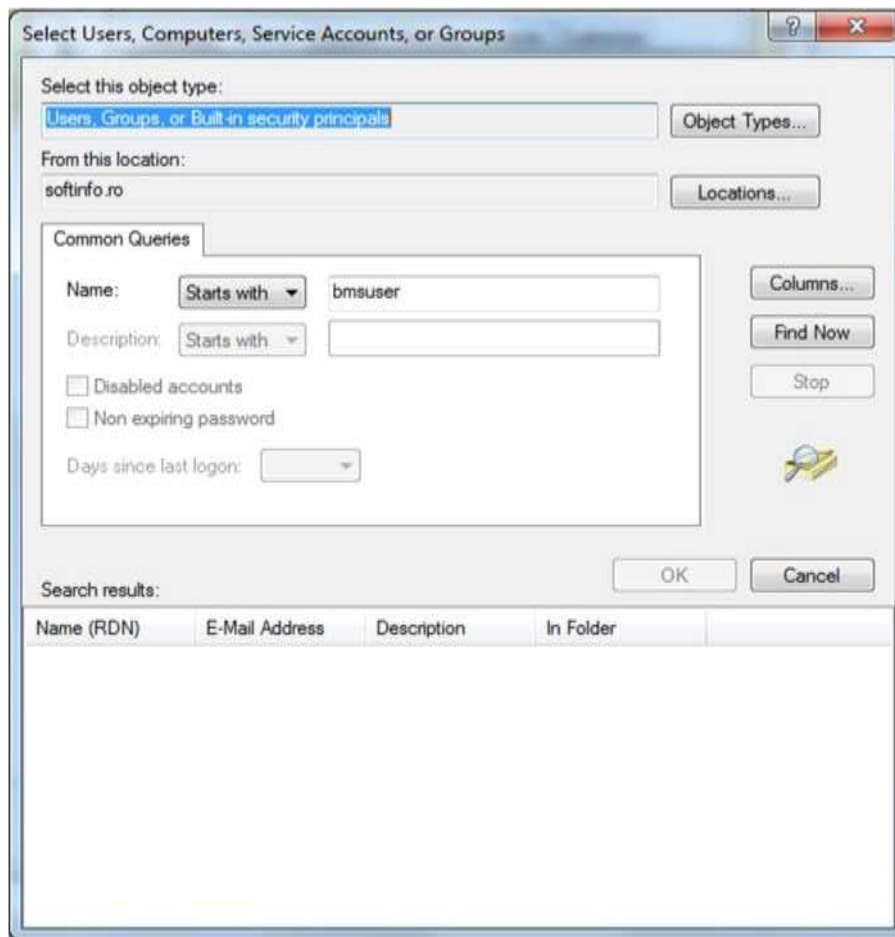 Select Users, Computers, Service Accounts, or Groups
Select this object type:
Users, Groups, or Built-in security principals
Object Types...
From this location:
softinfo.ro
Locations...
Common Queries
Name: Starts with bmsuser
Columns...
Description: Starts with
Find Now
Disabled accounts
Stop
Non expiring password
Days since last logon:
OK Cancel
Search results:
Name (RDN) E-Mail Address Description In Folder